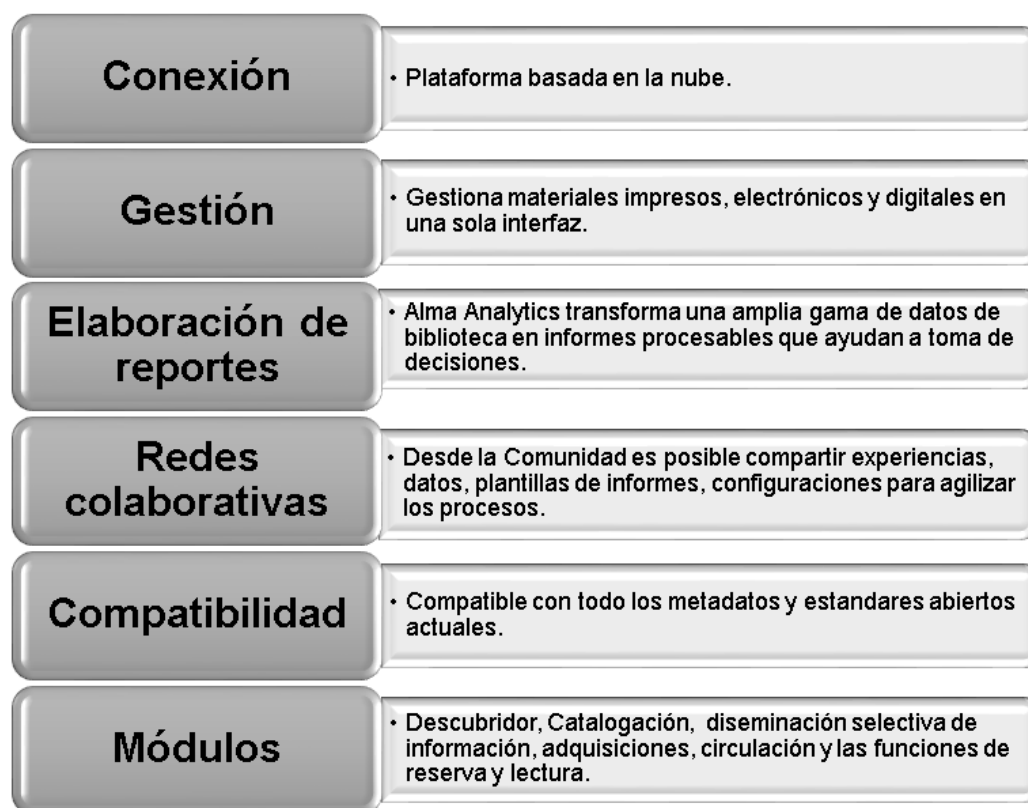 Conexión
• Plataforma basada en la nube.
Gestión
• Gestiona materiales impresos, electrónicos y digitales en
una sola interfaz.
Elaboración de
reportes
• Alma Analytics transforma una amplia gama de datos de
biblioteca en informes procesables que ayudan a toma de
decisiones.
Redes
colaborativas
• Desde la Comunidad es posible compartir experiencias,
datos, plantillas de informes, configuraciones para agilizar
los procesos.
Compatibilidad
• Compatible con todo los metadatos y estandares abiertos
actuales.
Módulos
• Descubridor, Catalogación, diseminación selectiva de
información, adquisiciones, circulación y las funciones de
reserva y lectura.